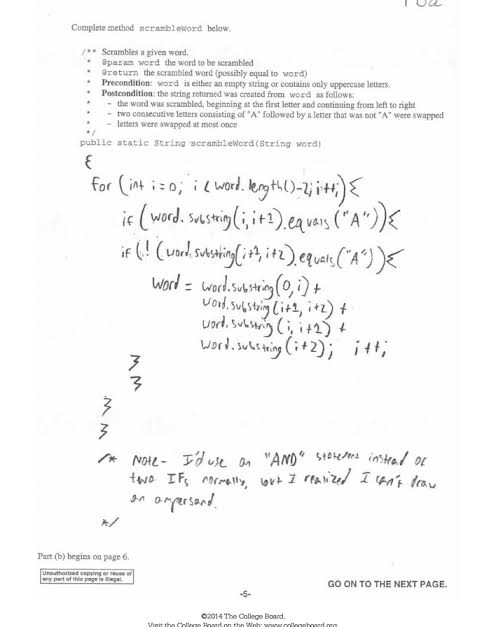 Complete method scrambleWord below.
/** Scrambles a given word.
* @param word the word to be scrambled
* @return the scrambled word (possibly equal to word)
* Precondition: word is either an empty string or contains only uppercase letters.
* Postcondition: the string returned was created from word as follows:
* - the word was scrambled, beginning at the first letter and continuing from left to right
* - two consecutive letters consisting of "A" followed by a letter that was not "A" were swapped
* - letters were swapped at most once
*/
public static String scrambleWord(String word)
{
for (int i=0; i < word.length()-2; i++;) {
if (word.substring(i,i+1).equals("A")) {
if (! (word.substring(i+1,i+2).equals("A")) {
word = word.substring(0,i) +
word.substring(i+1,i+2) +
word.substring(i,i+1) +
word.substring(i+2); i++;
}
}
}
}
/* Note- I'd use an "AND" statement instead of
two IFs normally, but I realized I can't draw
an ampersand.
*/
Part (b) begins on page 6.
Unauthorized copying or reuse of
any part of this page is illegal.
GO ON TO THE NEXT PAGE.
-5-
©2014 The College Board.
Visit the College Board on the Web: www.collegeboard.org